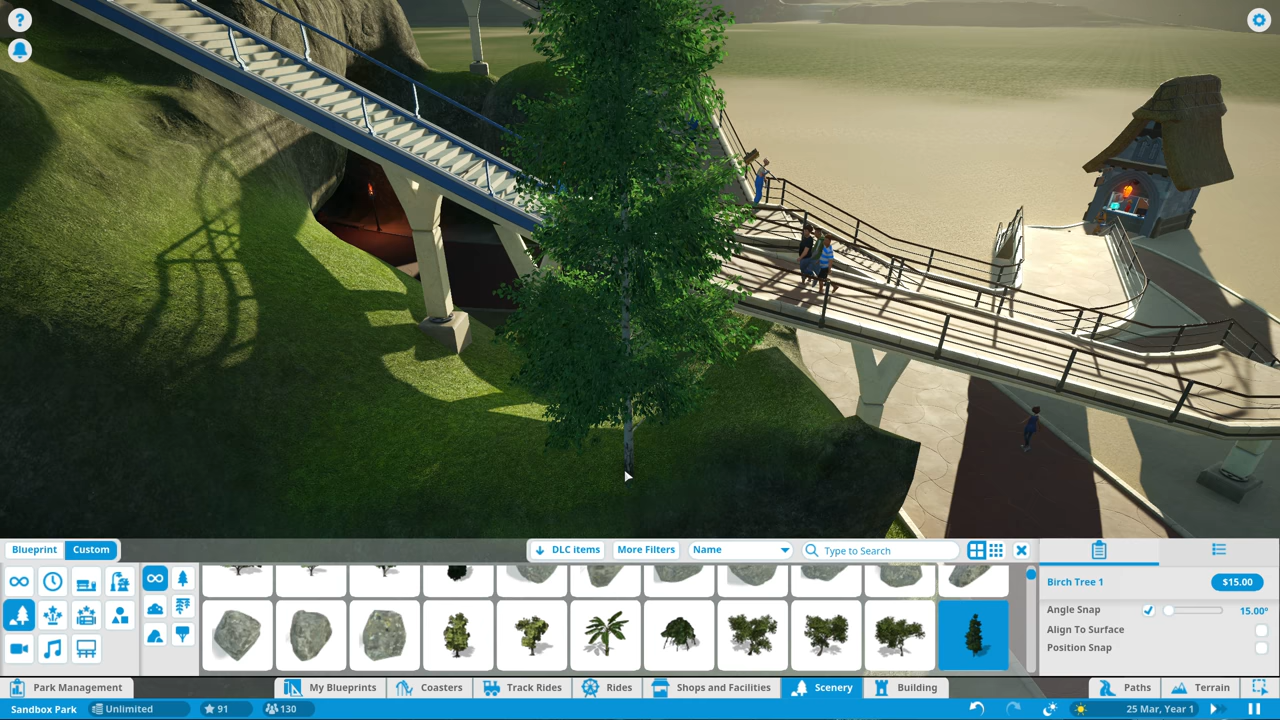 ?
Blueprint
Custom
DLC items
More Filters
Name
Type to Search
Birch Tree 1
$15.00
Angle Snap
15.00°
Align To Surface
Position Snap
Park Management
My Blueprints
Coasters
Track Rides
Rides
Shops and Facilities
Scenery
Building
Paths
Terrain
Sandbox Park
Unlimited
91
130
25 Mar, Year 1